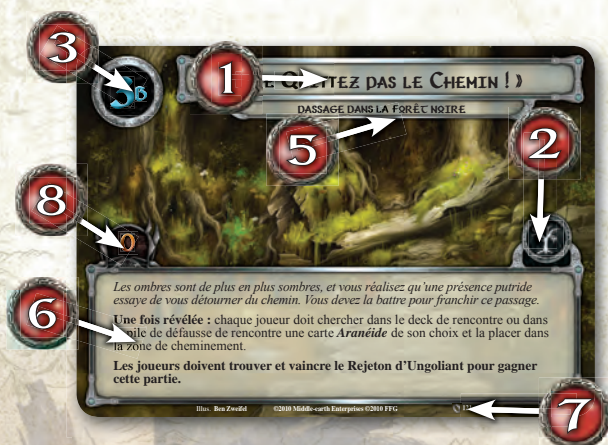 3
3B
1
QUITTEZ PAS LE CHEMIN ! »
PASSAGE DANS LA FORÊT NOIRE
5
2
8
0
Les ombres sont de plus en plus sombres, et vous réalisez qu'une présence putride
essaye de vous détourner du chemin. Vous devez la battre pour franchir ce passage.
Une fois révélée : chaque joueur doit chercher dans le deck de rencontre ou dans
pile de défausse de rencontre une carte Aranéide de son choix et la placer dans
la zone de cheminement.
6
Les joueurs doivent trouver et vaincre le Rejeton d'Ungoliant pour gagner
cette partie.
Illus. Ben Zweifel ©2010 Middle-earth Enterprises ©2010 FFG
7